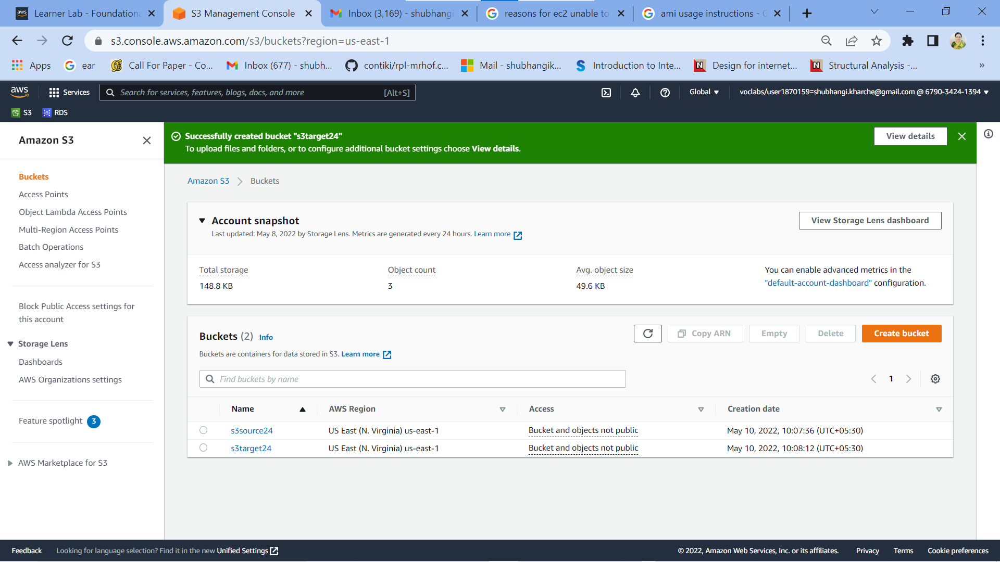 Learner Lab - Foundationa
S3 Management Console
Inbox (3,169) - shubhangi
reasons for ec2 unable to
ami usage instructions - G
s3.console.aws.amazon.com/s3/buckets?region=us-east-1
Apps
ear
Call For Paper - Co...
Inbox (677) - shubh...
contiki/rpl-mrhof.c...
Mail - shubhangik...
Introduction to Inte...
Design for internet...
Structural Analysis -...
»
aws
Services
Search for services, features, blogs, docs, and more
[Alt+S]
Global
voclabs/user1870159=shubhangi.kharche@gmail.com @ 6790-3424-1394
S3
RDS
Amazon S3
Buckets
Access Points
Object Lambda Access Points
Multi-Region Access Points
Batch Operations
Access analyzer for S3
Block Public Access settings for
this account
Storage Lens
Dashboards
AWS Organizations settings
Feature spotlight 3
AWS Marketplace for S3
Successfully created bucket "s3target24"
To upload files and folders, or to configure additional bucket settings choose View details.
View details
Amazon S3
Buckets
Account snapshot
Last updated: May 8, 2022 by Storage Lens. Metrics are generated every 24 hours. Learn more
View Storage Lens dashboard
Total storage
148.8 KB
Object count
3
Avg. object size
49.6 KB
You can enable advanced metrics in the
"default-account-dashboard" configuration.
Buckets (2) Info
Buckets are containers for data stored in S3. Learn more
Copy ARN
Empty
Delete
Create bucket
Find buckets by name
1
Name
AWS Region
Access
Creation date
s3source24
US East (N. Virginia) us-east-1
Bucket and objects not public
May 10, 2022, 10:07:36 (UTC+05:30)
s3target24
US East (N. Virginia) us-east-1
Bucket and objects not public
May 10, 2022, 10:08:12 (UTC+05:30)
Feedback
Looking for language selection? Find it in the new Unified Settings
© 2022, Amazon Web Services, Inc. or its affiliates.
Privacy
Terms
Cookie preferences